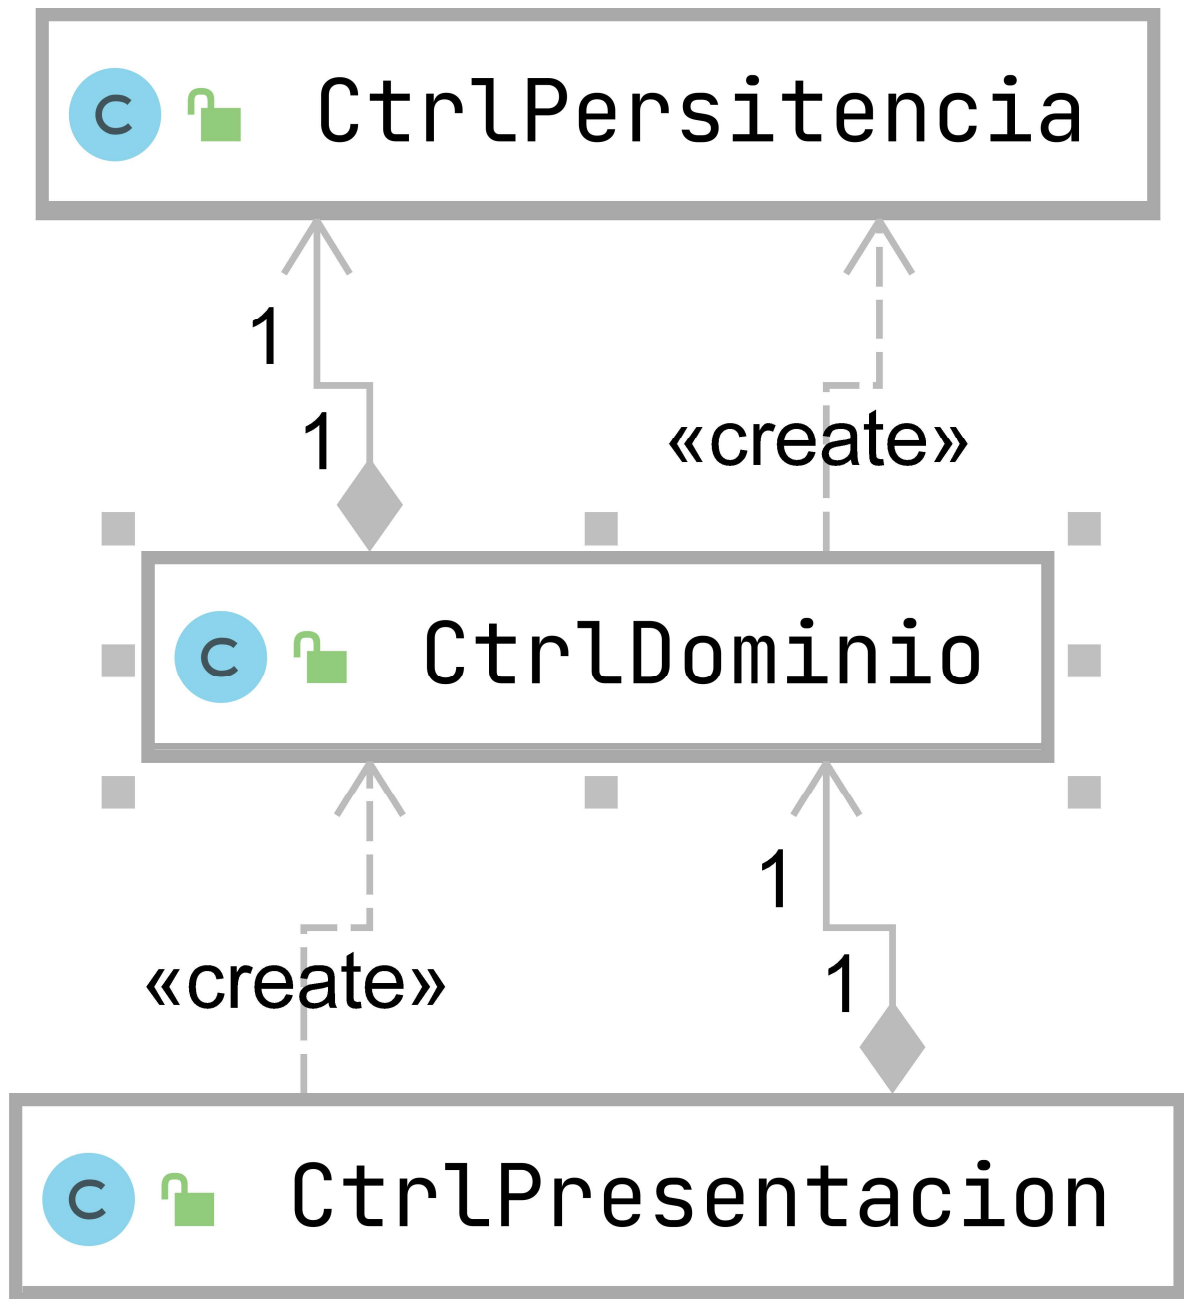 C CtrlPersitencia
1
1
«create»
C CtrlDominio
1
«create»
1
C CtrlPresentacion